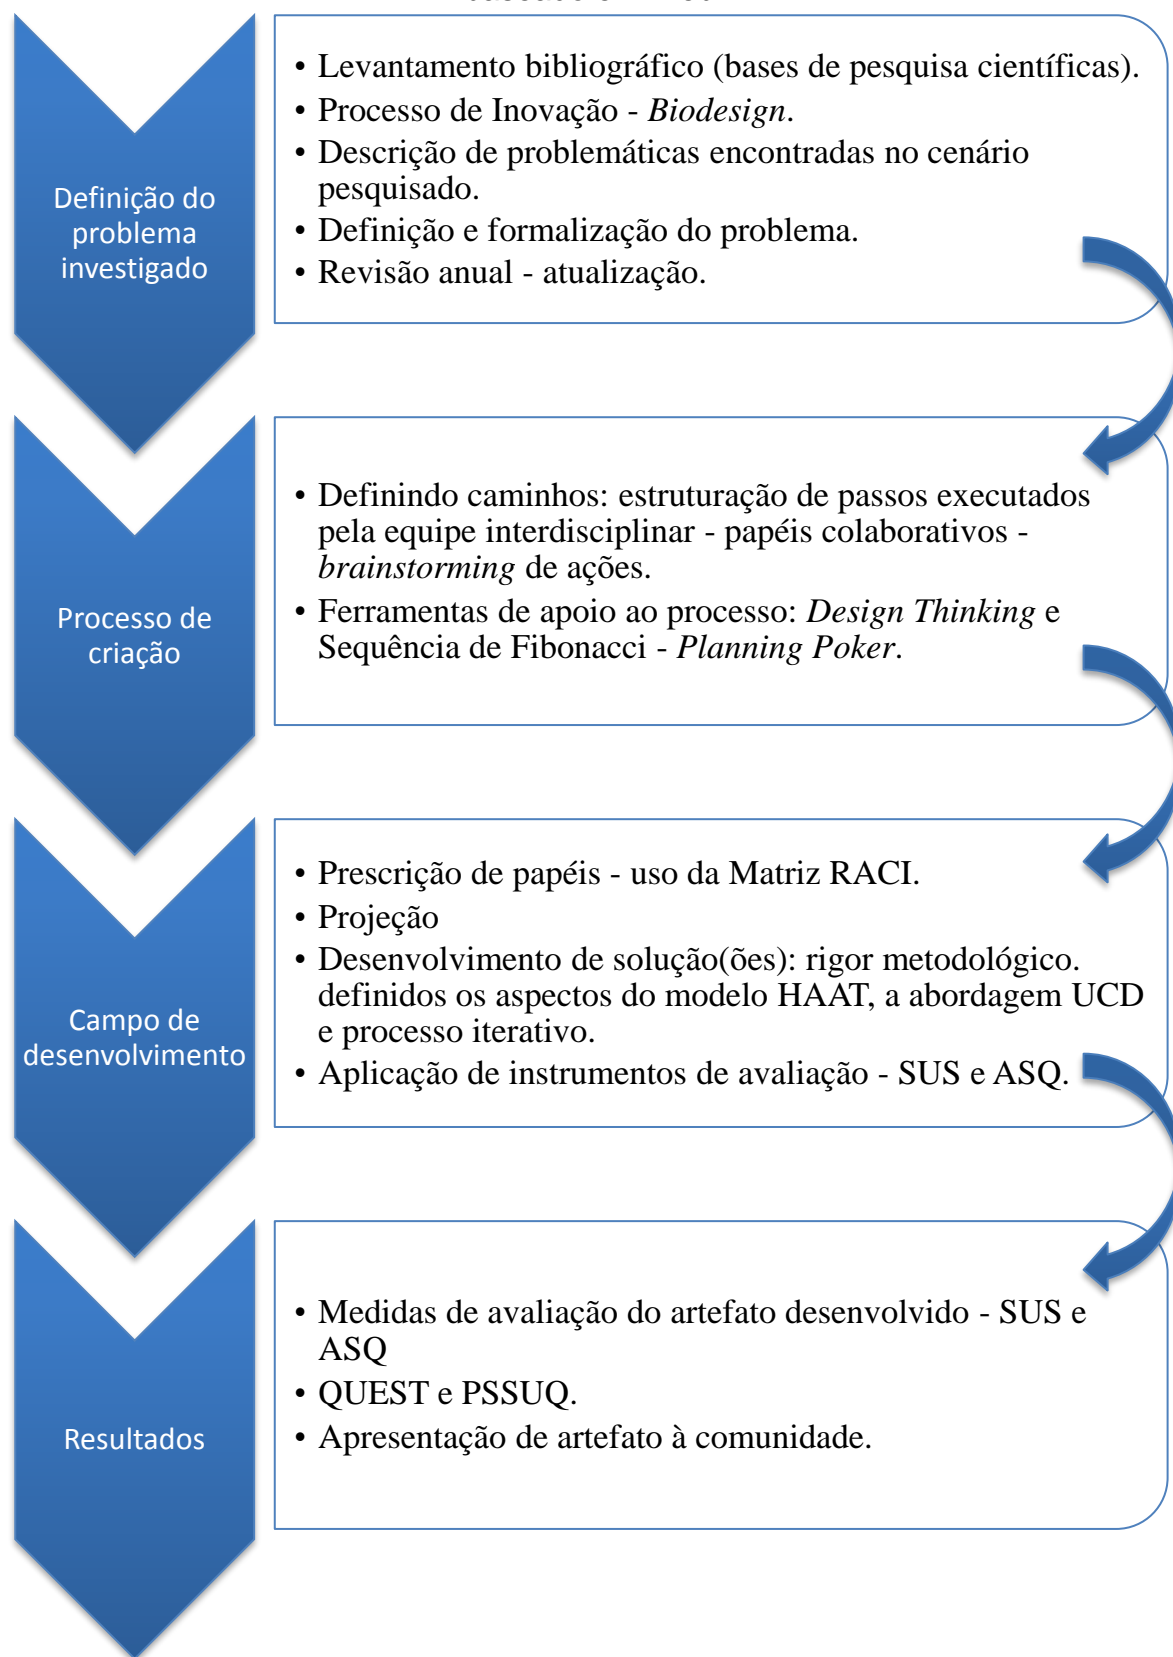 Definição do
problema
investigado
• Levantamento bibliográfico (bases de pesquisa científicas).
• Processo de Inovação - Biodesign.
• Descrição de problemáticas encontradas no cenário
pesquisado.
• Definição e formalização do problema.
• Revisão anual - atualização.
Processo de
criação
• Definindo caminhos: estruturação de passos executados
pela equipe interdisciplinar - papéis colaborativos -
brainstorming de ações.
• Ferramentas de apoio ao processo: Design Thinking e
Sequência de Fibonacci - Planning Poker.
Campo de
desenvolvimento
• Prescrição de papéis - uso da Matriz RACI.
• Projeção
• Desenvolvimento de solução(ões): rigor metodológico.
definidos os aspectos do modelo HAAT, a abordagem UCD
e processo iterativo.
• Aplicação de instrumentos de avaliação - SUS e ASQ.
Resultados
• Medidas de avaliação do artefato desenvolvido - SUS e
ASQ
• QUEST e PSSUQ.
• Apresentação de artefato à comunidade.